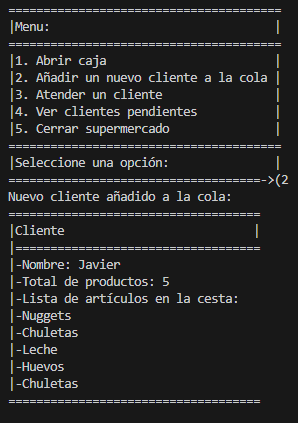 =======================================
|Menu:                                |
=======================================
|1. Abrir caja                        |
|2. Añadir un nuevo cliente a la cola |
|3. Atender un cliente                |
|4. Ver clientes pendientes           |
|5. Cerrar supermercado               |
=======================================
|Seleccione una opción:               |
====================================->(2
Nuevo cliente añadido a la cola:
====================================
|Cliente                           |
|===================================
|-Nombre: Javier
|-Total de productos: 5
|-Lista de artículos en la cesta:
|-Nuggets
|-Chuletas
|-Leche
|-Huevos
|-Chuletas
====================================